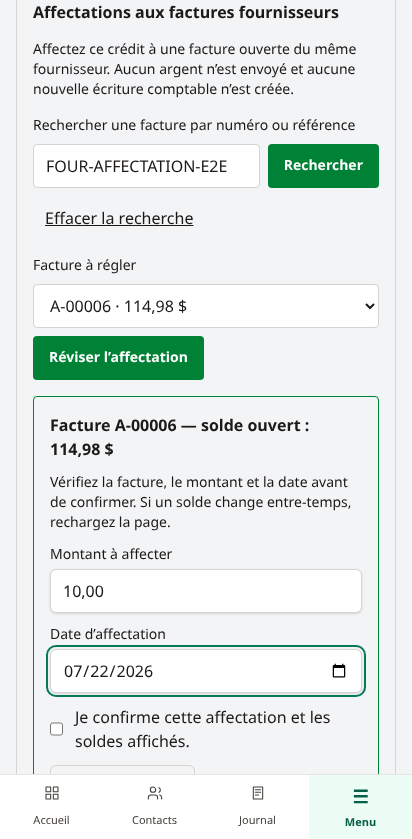 Affectations aux factures fournisseurs
Affectez ce crédit à une facture ouverte du même
fournisseur. Aucun argent n’est envoyé et aucune
nouvelle écriture comptable n’est créée.
Rechercher une facture par numéro ou référence
FOUR-AFFECTATION-E2E
Rechercher
Effacer la recherche
Facture à régler
A-00006 · 114,98 $
Réviser l’affectation
Facture A-00006 — solde ouvert :
114,98 $
Vérifiez la facture, le montant et la date avant
de confirmer. Si un solde change entre-temps,
rechargez la page.
Montant à affecter
10,00
Date d’affectation
07/22/2026
Je confirme cette affectation et les
soldes affichés.
Accueil
Contacts
Journal
Menu